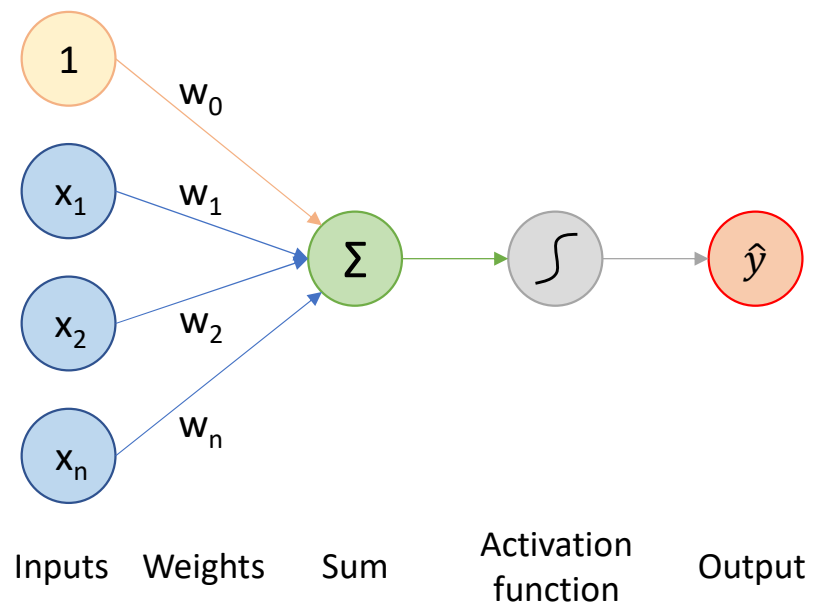 1
w₀
x₁
w₁
Σ
ŷ
x₂
w₂
wₙ
xₙ
Inputs Weights Sum Activation function Output